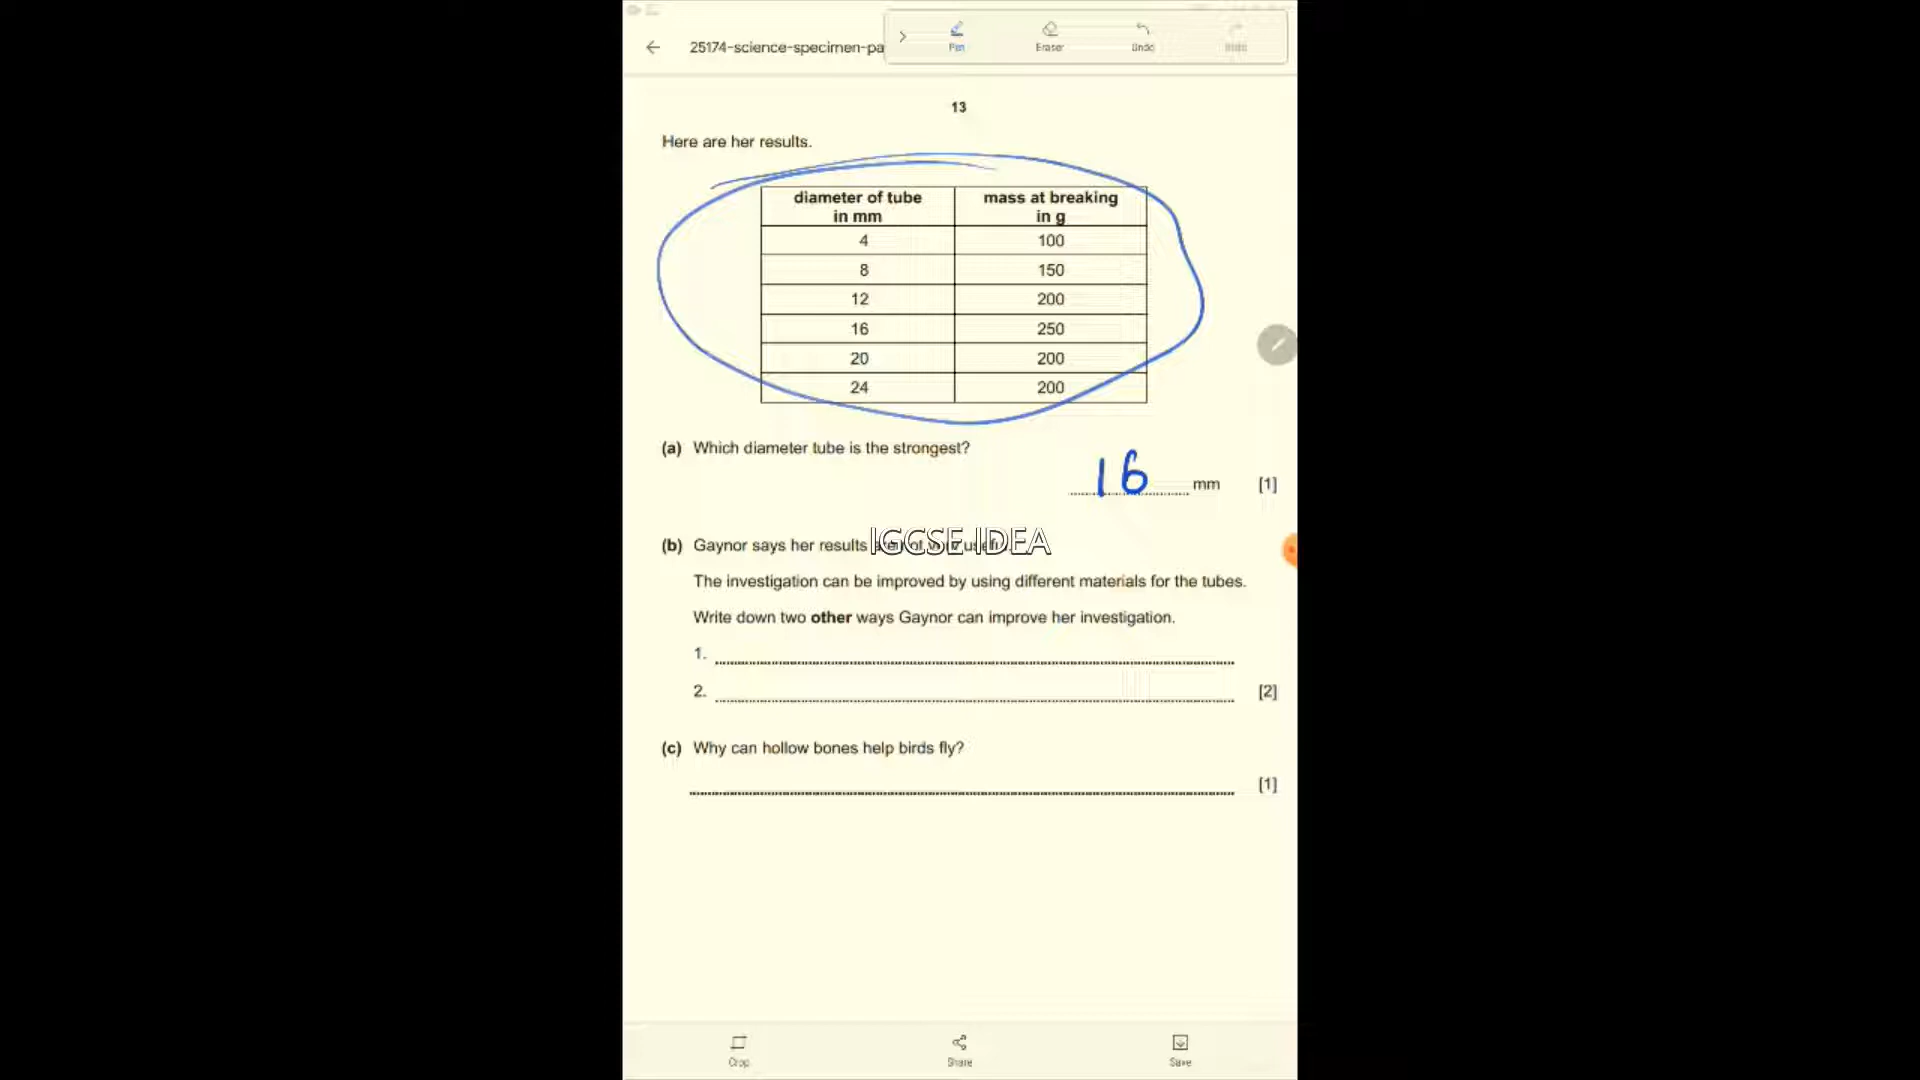 25174-science-specimen-pa
Pen
Eraser
Undo
13
Here are her results.
diameter of tube in mm mass at breaking in g
4 100
8 150
12 200
16 250
20 200
24 200
(a) Which diameter tube is the strongest?
16 mm [1]
IGCSE IDEA
(b) Gaynor says her results
The investigation can be improved by using different materials for the tubes.
Write down two other ways Gaynor can improve her investigation.
1.
2. [2]
(c) Why can hollow bones help birds fly?
[1]
Crop
Share
Save